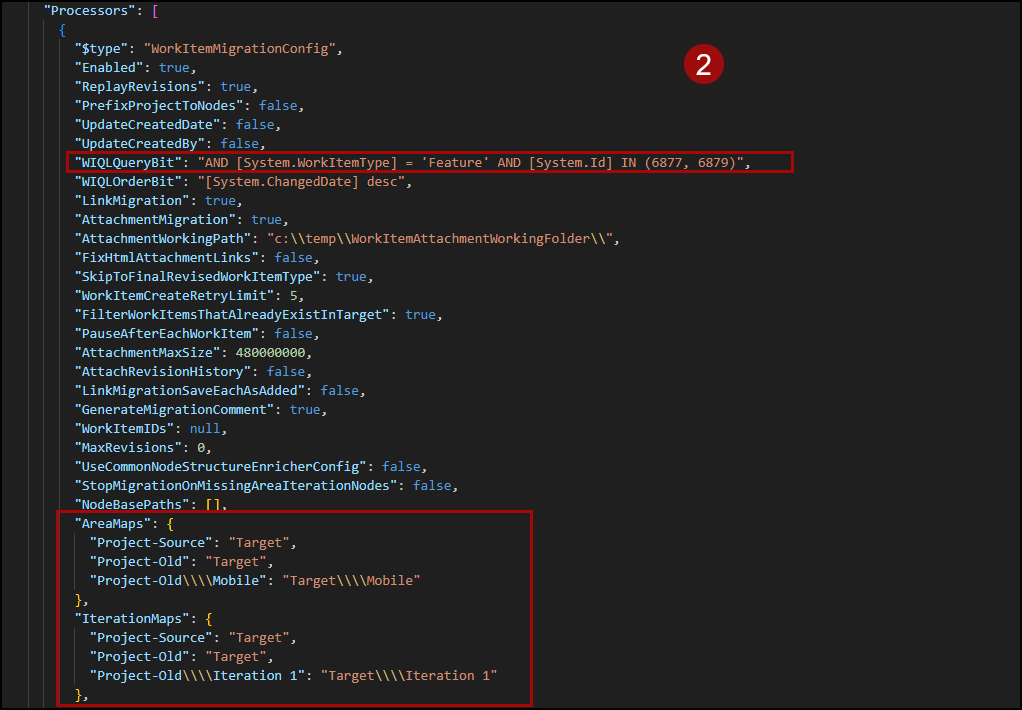 "Processors": [
{
"$type": "WorkItemMigrationConfig",
2
"Enabled": true,
"ReplayRevisions": true,
"PrefixProjectToNodes": false,
"UpdateCreatedDate": false,
"UpdateCreatedBy": false,
"WIQLQueryBit": "AND [System.WorkItemType] = 'Feature' AND [System.Id] IN (6877, 6879)",
"WIQLOrderBit": "[System.ChangedDate] desc",
"LinkMigration": true,
"AttachmentMigration": true,
"AttachmentWorkingPath": "c:\\temp\\WorkItemAttachmentWorkingFolder\\",
"FixHtmlAttachmentLinks": false,
"SkipToFinalRevisedWorkItemType": true,
"WorkItemCreateRetryLimit": 5,
"FilterWorkItemsThatAlreadyExistInTarget": true,
"PauseAfterEachWorkItem": false,
"AttachmentMaxSize": 480000000,
"AttachRevisionHistory": false,
"LinkMigrationSaveEachAsAdded": false,
"GenerateMigrationComment": true,
"WorkItemIDs": null,
"MaxRevisions": 0,
"UseCommonNodeStructureEnricherConfig": false,
"StopMigrationOnMissingAreaIterationNodes": false,
"NodeBasePaths": [],
"AreaMaps": {
"Project-Source": "Target",
"Project-Old": "Target",
"Project-Old\\\\Mobile": "Target\\\\Mobile"
},
"IterationMaps": {
"Project-Source": "Target",
"Project-Old": "Target",
"Project-Old\\\\Iteration 1": "Target\\\\Iteration 1"
},